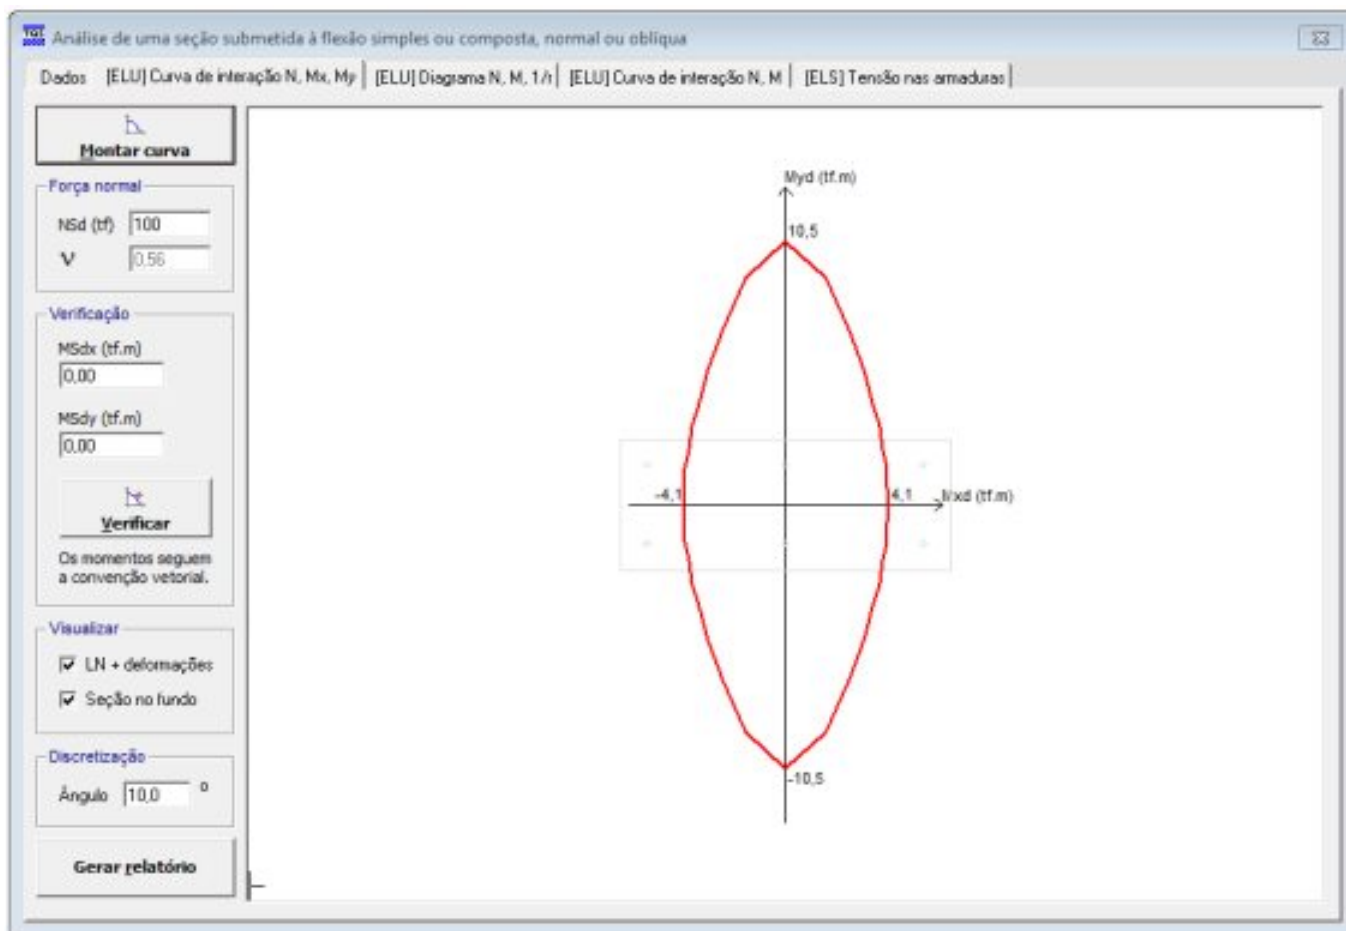 TQS
Análise de uma seção submetida à flexão simples ou composta, normal ou oblíqua
Dados [ELU] Curva de interação N, Mx, My [ELU] Diagrama N, M, 1/r [ELU] Curva de interação N, M [ELS] Tensão nas armaduras
Montar curva
Força normal
NSd (tf) 100
ν 0,56
Verificação
MSdx (tf.m)
0,00
MSdy (tf.m)
0,00
Verificar
Os momentos seguem
a convenção vetorial.
Visualizar
LN + deformações
Seção no fundo
Discretização
Ângulo 10,0 º
Gerar relatório
Myd (tf.m)
10,5
-4,1 4,1 Mxd (tf.m)
-10,5